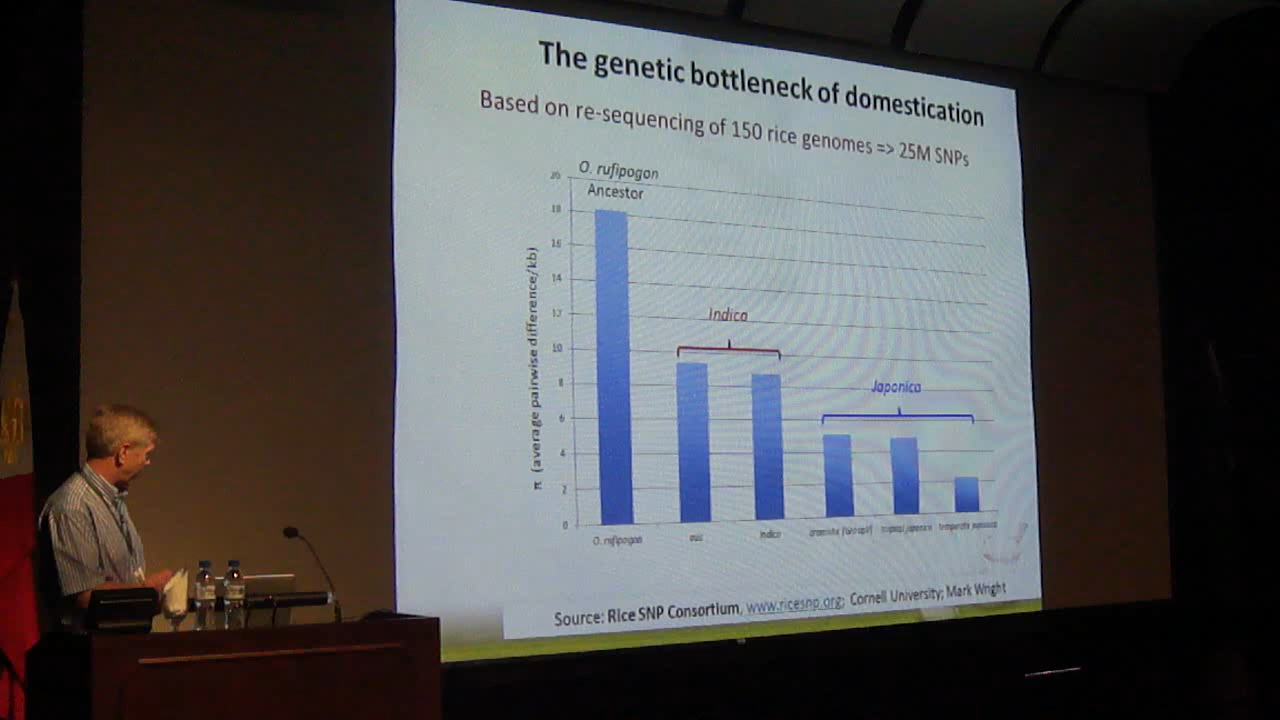 The genetic bottleneck of domestication
Based on re-sequencing of 150 rice genomes => 25M SNPs
O. rufipogon
Ancestor
20
18
16
14
12
10
8
6
4
2
0
π (average pairwise difference/kb)
Indica
Japonica
O. rufipogon
aus
indica
tropical japonica
temperate japonica
Source: Rice SNP Consortium, www.ricesnp.org; Cornell University; Mark Wright